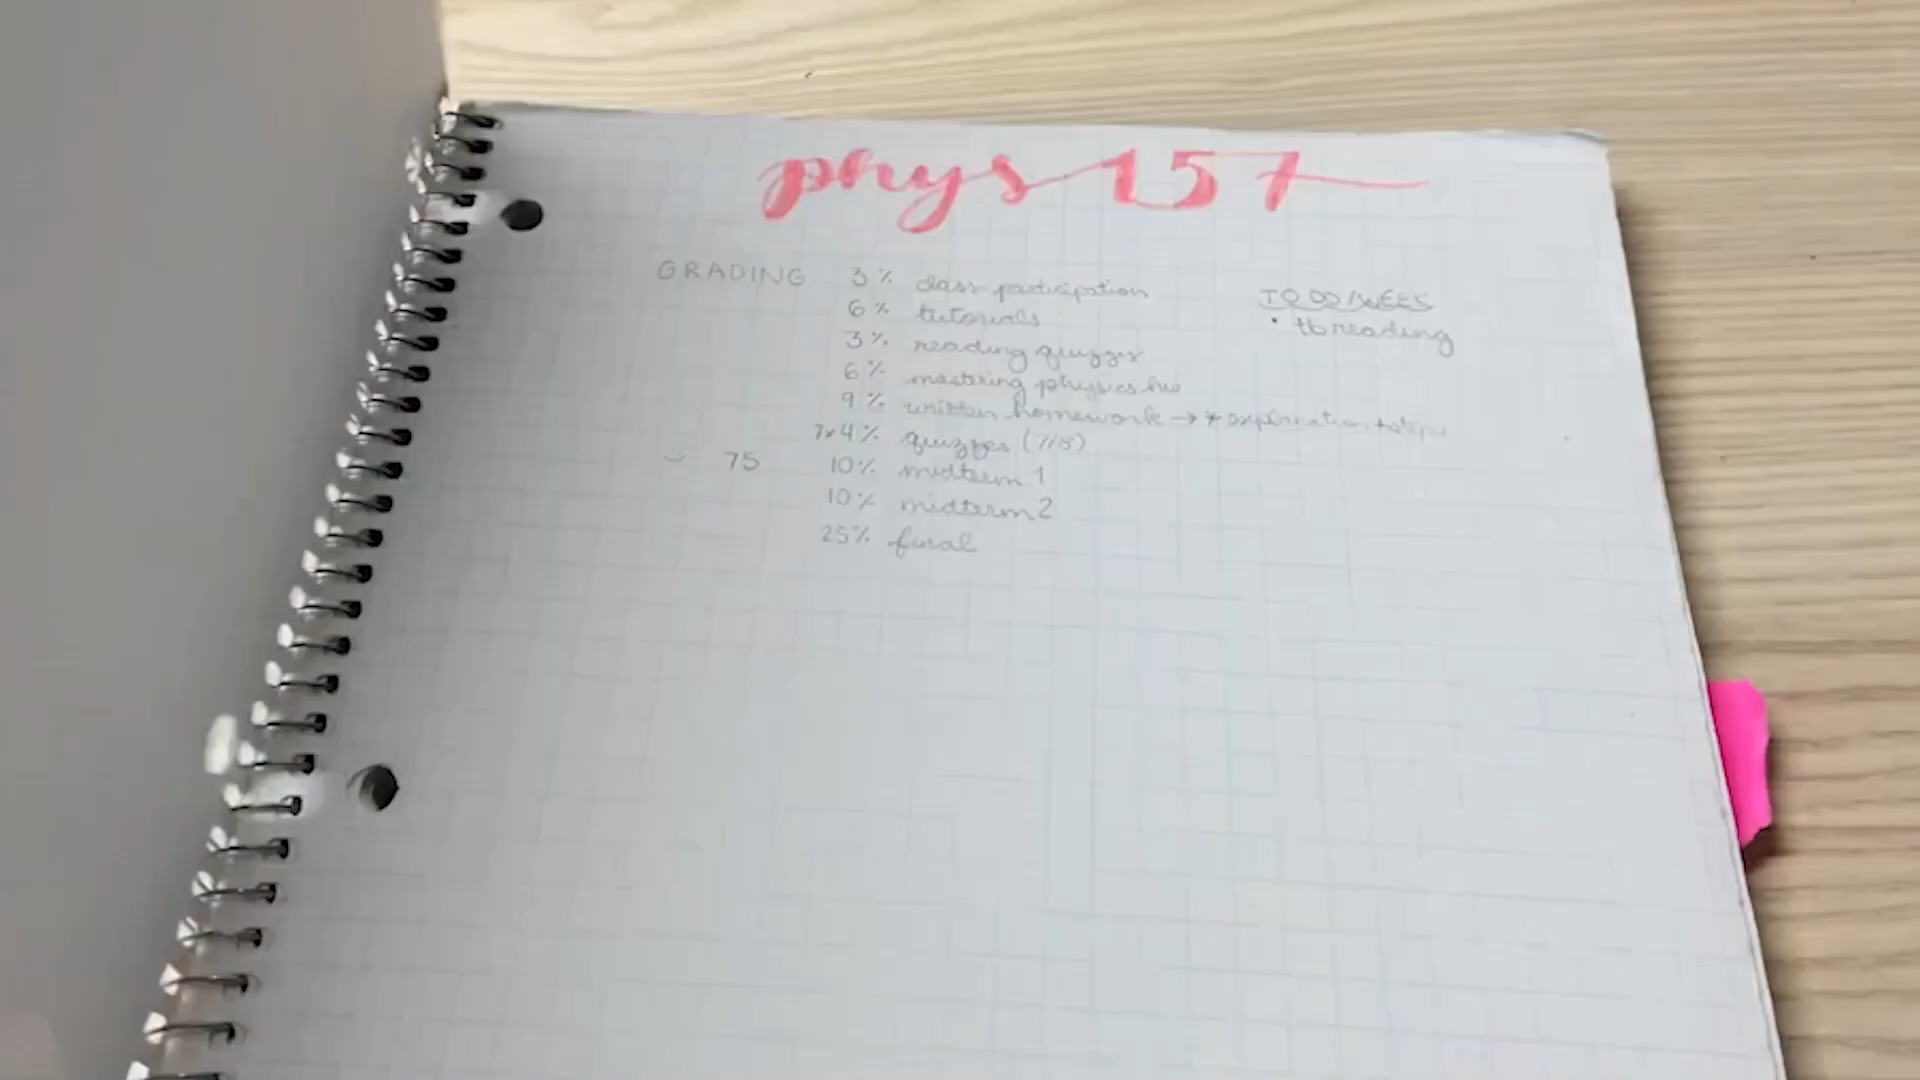 phys 157
GRADING 3% class participation
6% tutorials
3% reading quizzes
6% mastering physics hw
9% written homework → * explanation + steps
7x4% quizzes (7/8)
75 10% midterm 1
10% midterm 2
25% final
TO DO/WEEK
• tb reading